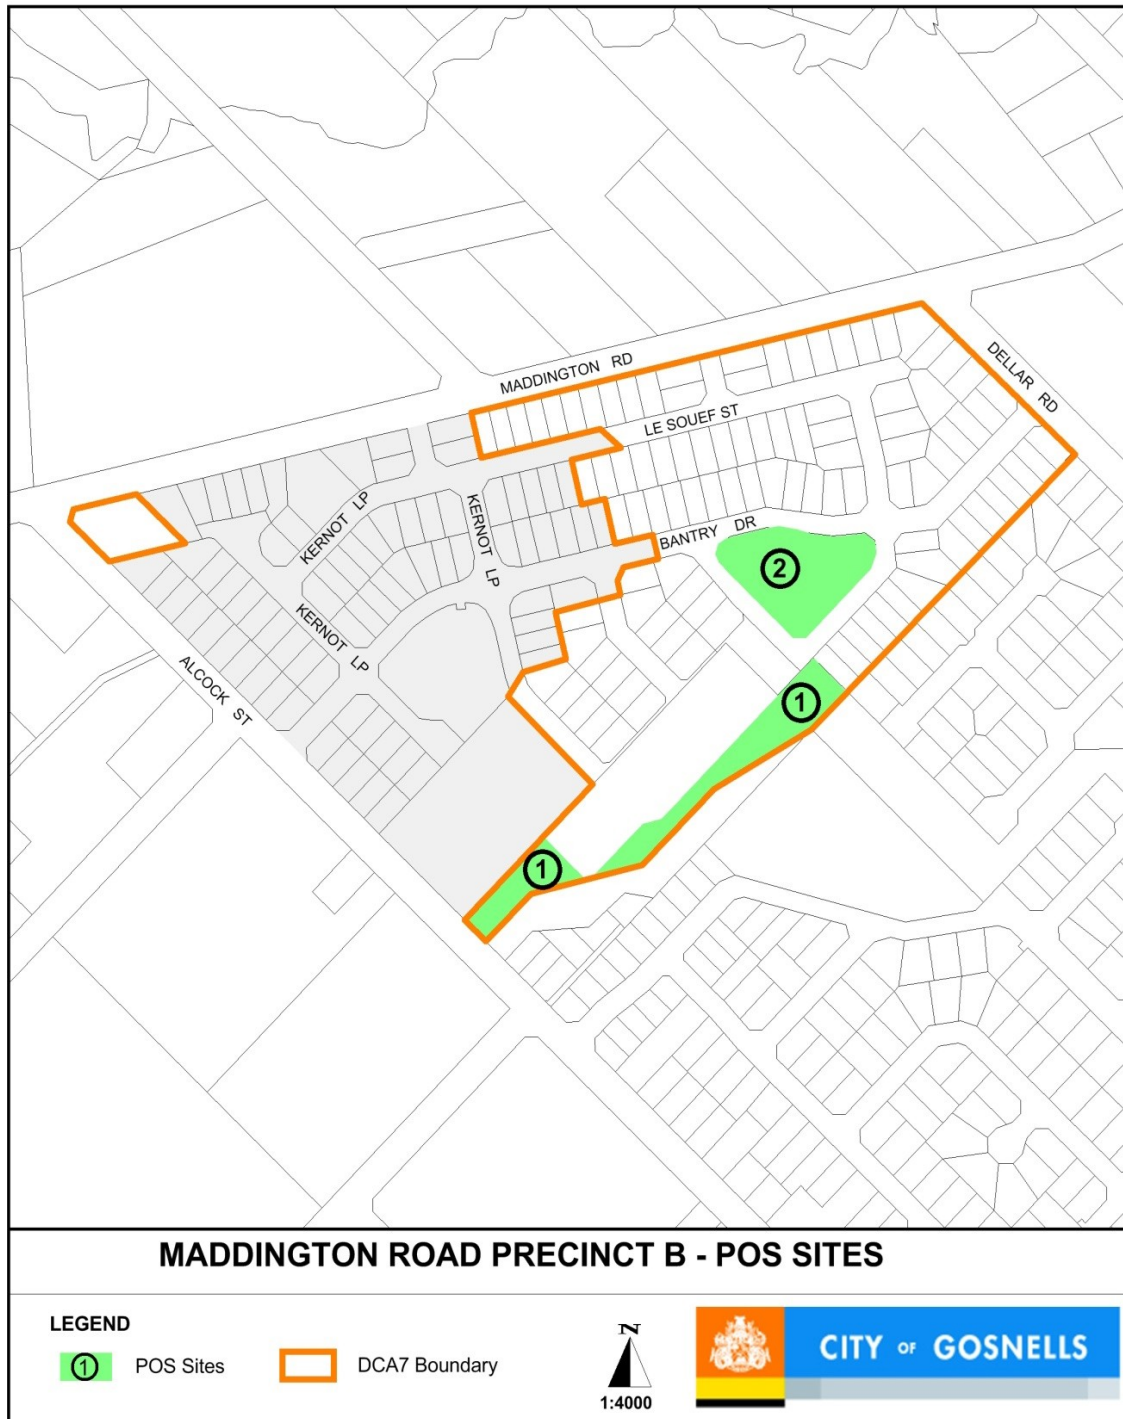 MADDINGTON RD
DELLAR RD
LE SOUEF ST
KERNOT LP
KERNOT LP
BANTRY DR
2
KERNOT LP
ALCOCK ST
1
1
MADDINGTON ROAD PRECINCT B - POS SITES
LEGEND
1 POS Sites
DCA7 Boundary
N
1:4000
CITY OF GOSNELLS